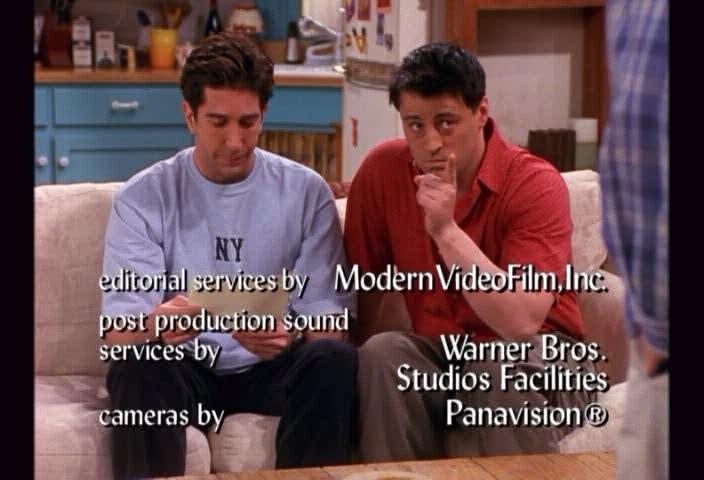 NY
editorial services by ModernVideoFilm,Inc.
post production sound
services by Warner Bros.
Studios Facilities
cameras by Panavision®